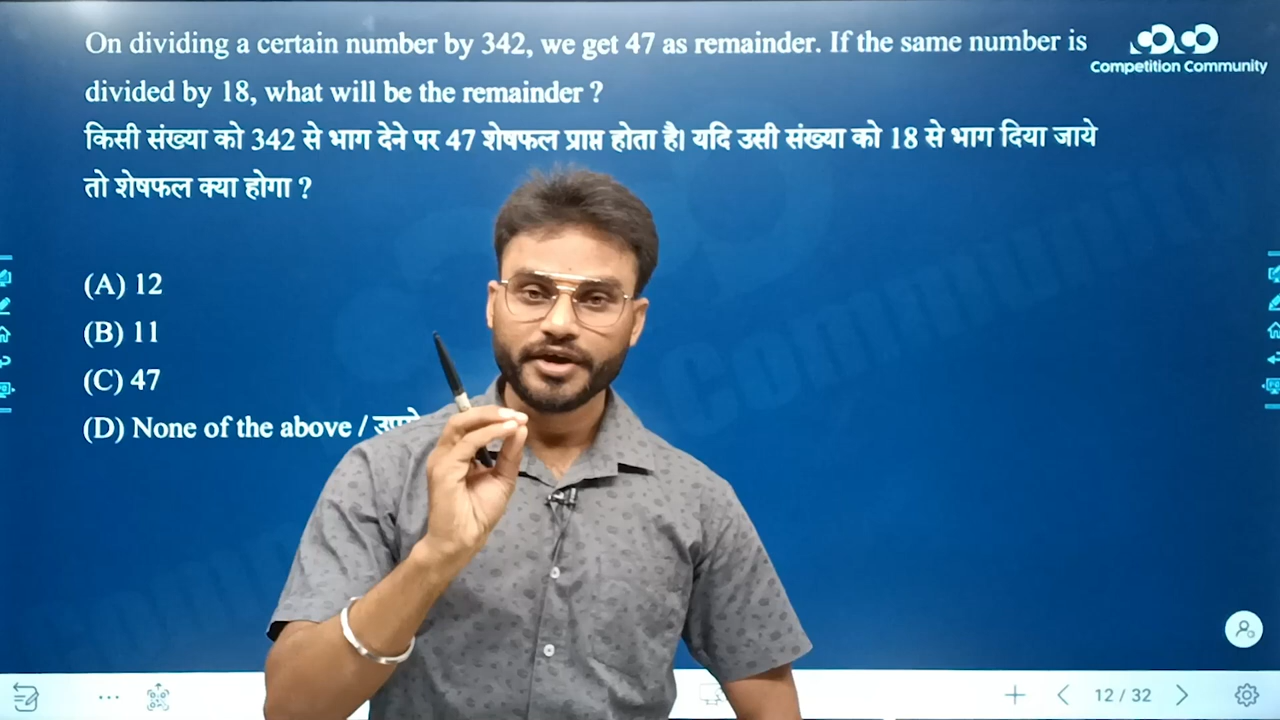 On dividing a certain number by 342, we get 47 as remainder. If the same number is
divided by 18, what will be the remainder ?
किसी संख्या को 342 से भाग देने पर 47 शेषफल प्राप्त होता है। यदि उसी संख्या को 18 से भाग दिया जाये
तो शेषफल क्या होगा ?
(A) 12
(B) 11
(C) 47
(D) None of the above /
Competition Community
Community
12 / 32